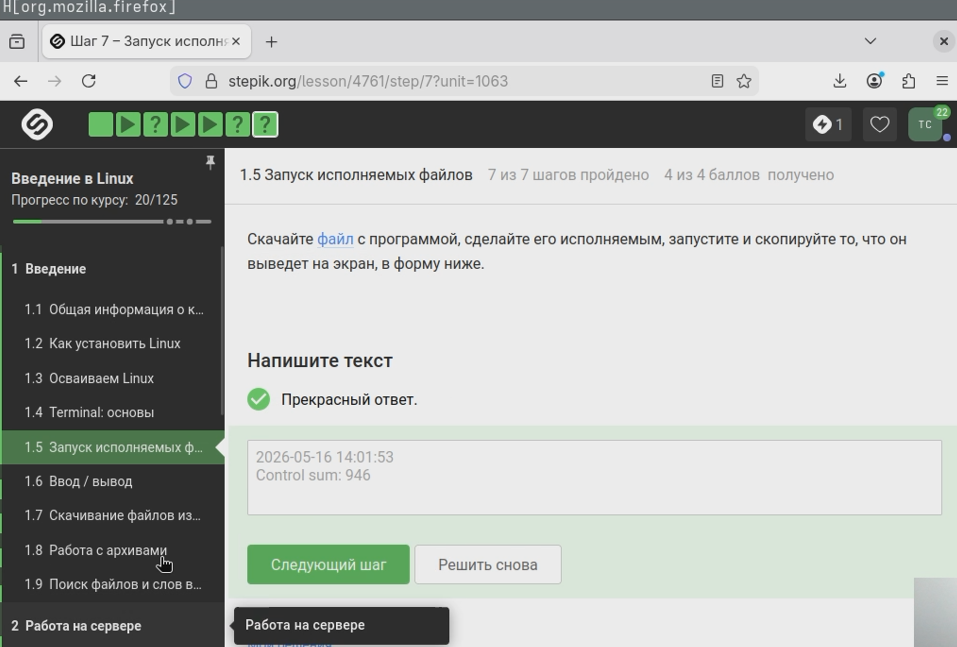 H[org.mozilla.firefox]
Шаг 7 – Запуск исполн
stepik.org/lesson/4761/step/7?unit=1063
? ? ?
1
TC
22
Введение в Linux
Прогресс по курсу: 20/125
1.5 Запуск исполняемых файлов 7 из 7 шагов пройдено 4 из 4 баллов получено
1 Введение
1.1 Общая информация о к...
1.2 Как установить Linux
1.3 Осваиваем Linux
1.4 Terminal: основы
1.5 Запуск исполняемых ф...
1.6 Ввод / вывод
1.7 Скачивание файлов из...
1.8 Работа с архивами
1.9 Поиск файлов и слов в...
2 Работа на сервере
Скачайте файл с программой, сделайте его исполняемым, запустите и скопируйте то, что он
выведет на экран, в форму ниже.
Напишите текст
Прекрасный ответ.
2026-05-16 14:01:53
Control sum: 946
Следующий шаг
Решить снова
Работа на сервере